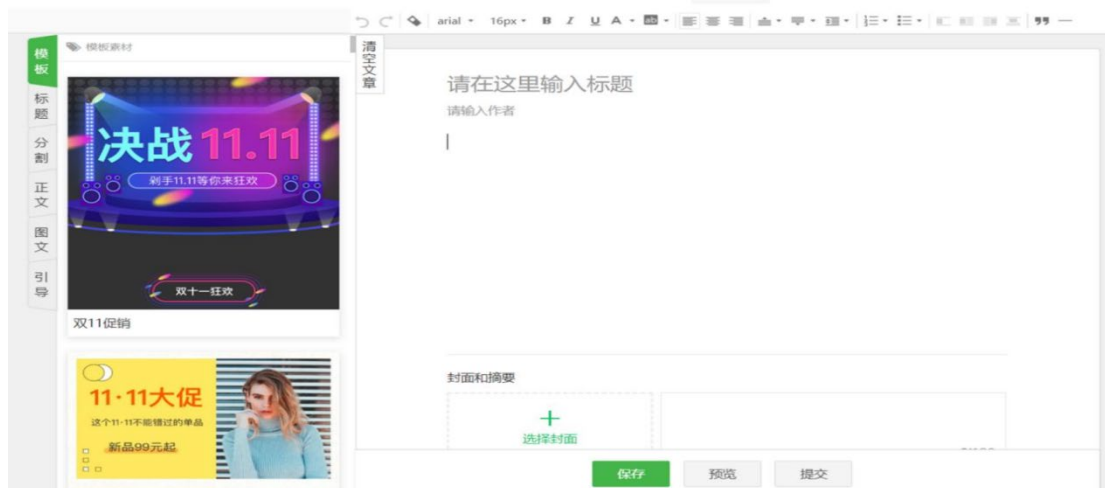 arial
16px
B I U A
模板
标题
分割
正文
图文
引导
模板素材
决战 11.11
剁手11.11等你来狂欢
双十一狂欢
双11促销
11·11大促
这个11·11不能错过的单品
新品99元起
清空文章
请在这里输入标题
请输入作者
封面和摘要
选择封面
保存
预览
提交